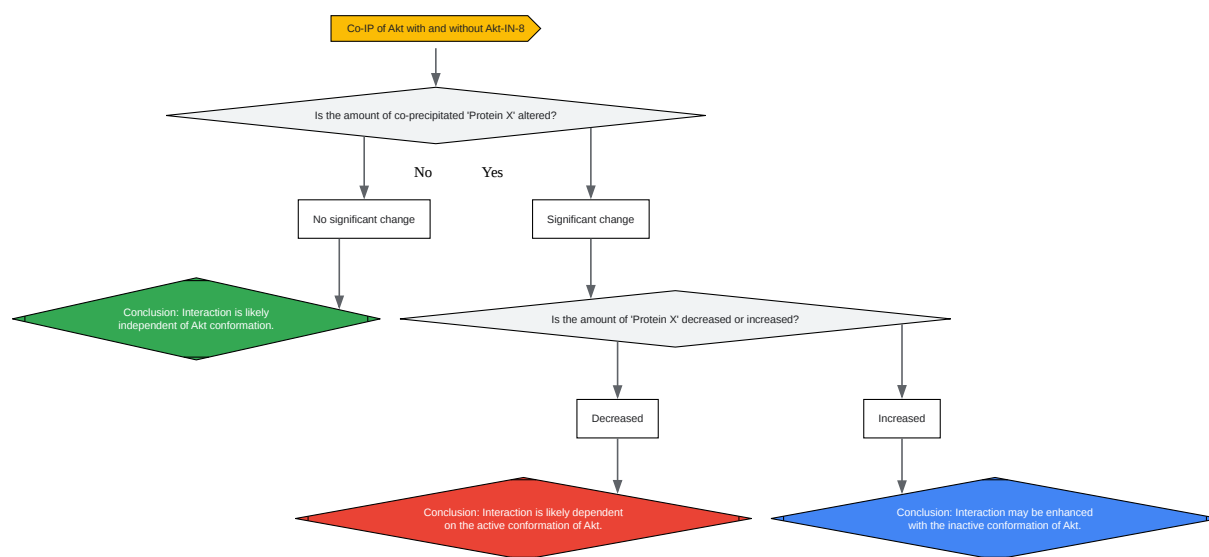 Co-IP of Akt with and without Akt-IN-8
Is the amount of co-precipitated 'Protein X' altered?
No
Yes
No significant change
Significant change
Conclusion: Interaction is likely
independent of Akt conformation.
Is the amount of 'Protein X' decreased or increased?
Decreased
Increased
Conclusion: Interaction is likely dependent
on the active conformation of Akt.
Conclusion: Interaction may be enhanced
with the inactive conformation of Akt.